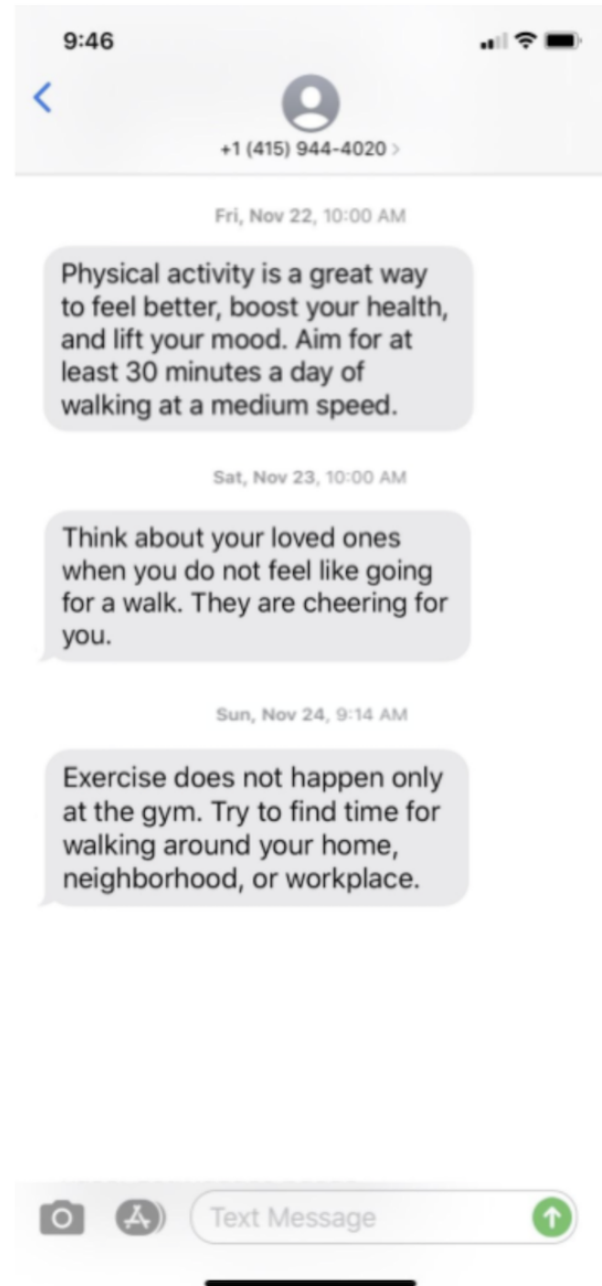 9:46
+1 (415) 944-4020 >
Fri, Nov 22, 10:00 AM
Physical activity is a great way
to feel better, boost your health,
and lift your mood. Aim for at
least 30 minutes a day of
walking at a medium speed.
Sat, Nov 23, 10:00 AM
Think about your loved ones
when you do not feel like going
for a walk. They are cheering for
you.
Sun, Nov 24, 9:14 AM
Exercise does not happen only
at the gym. Try to find time for
walking around your home,
neighborhood, or workplace.
Text Message